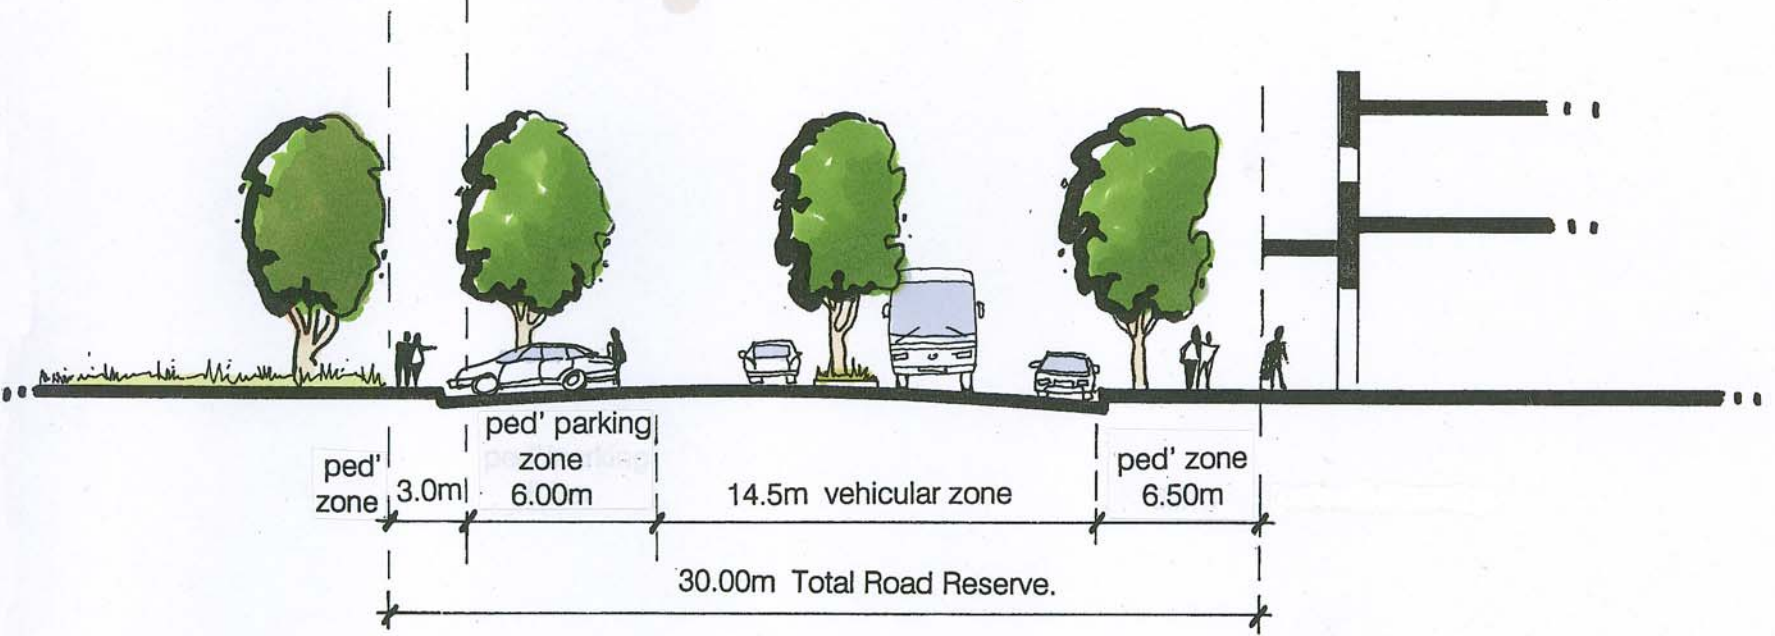 ped' parking
zone
6.00m
ped'
zone
3.0m
14.5m vehicular zone
ped' zone
6.50m
30.00m Total Road Reserve.